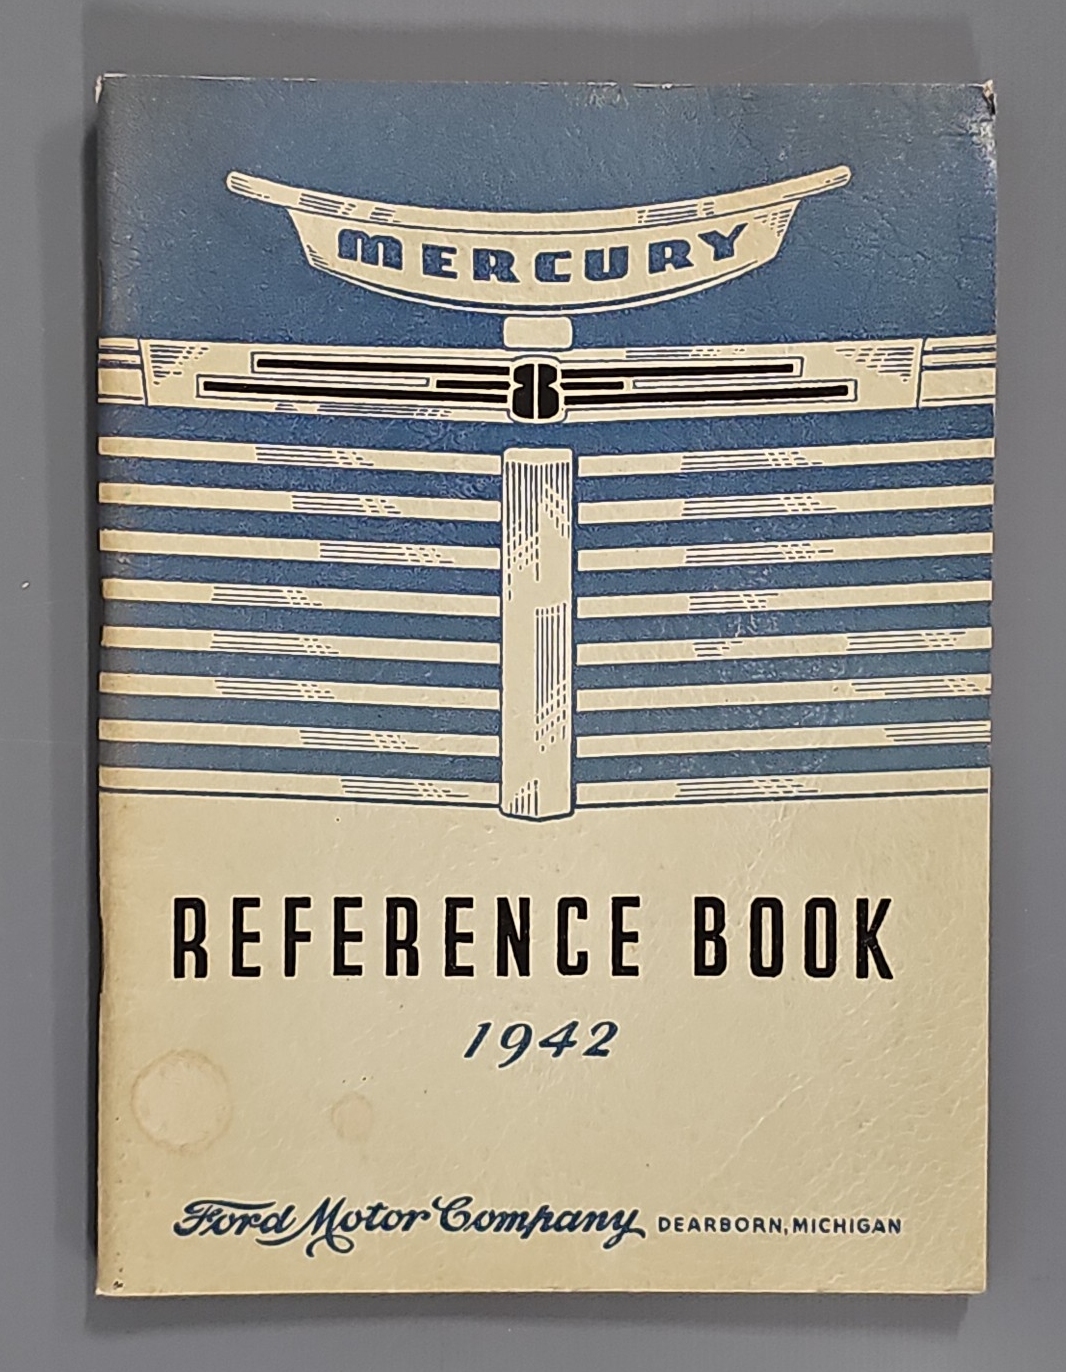 MERCURY
8
REFERENCE BOOK
1942
Ford Motor Company DEARBORN, MICHIGAN